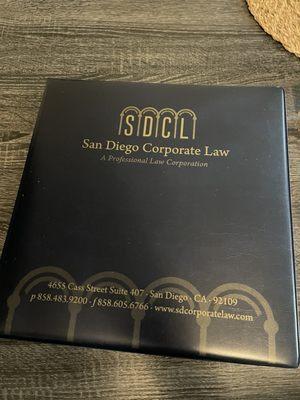 SDCL
San Diego Corporate Law
A Professional Law Corporation
4655 Cass Street Suite 407 · San Diego · CA · 92109
p 858.483.9200 · f 858.605.6766 · www.sdcorporatelaw.com